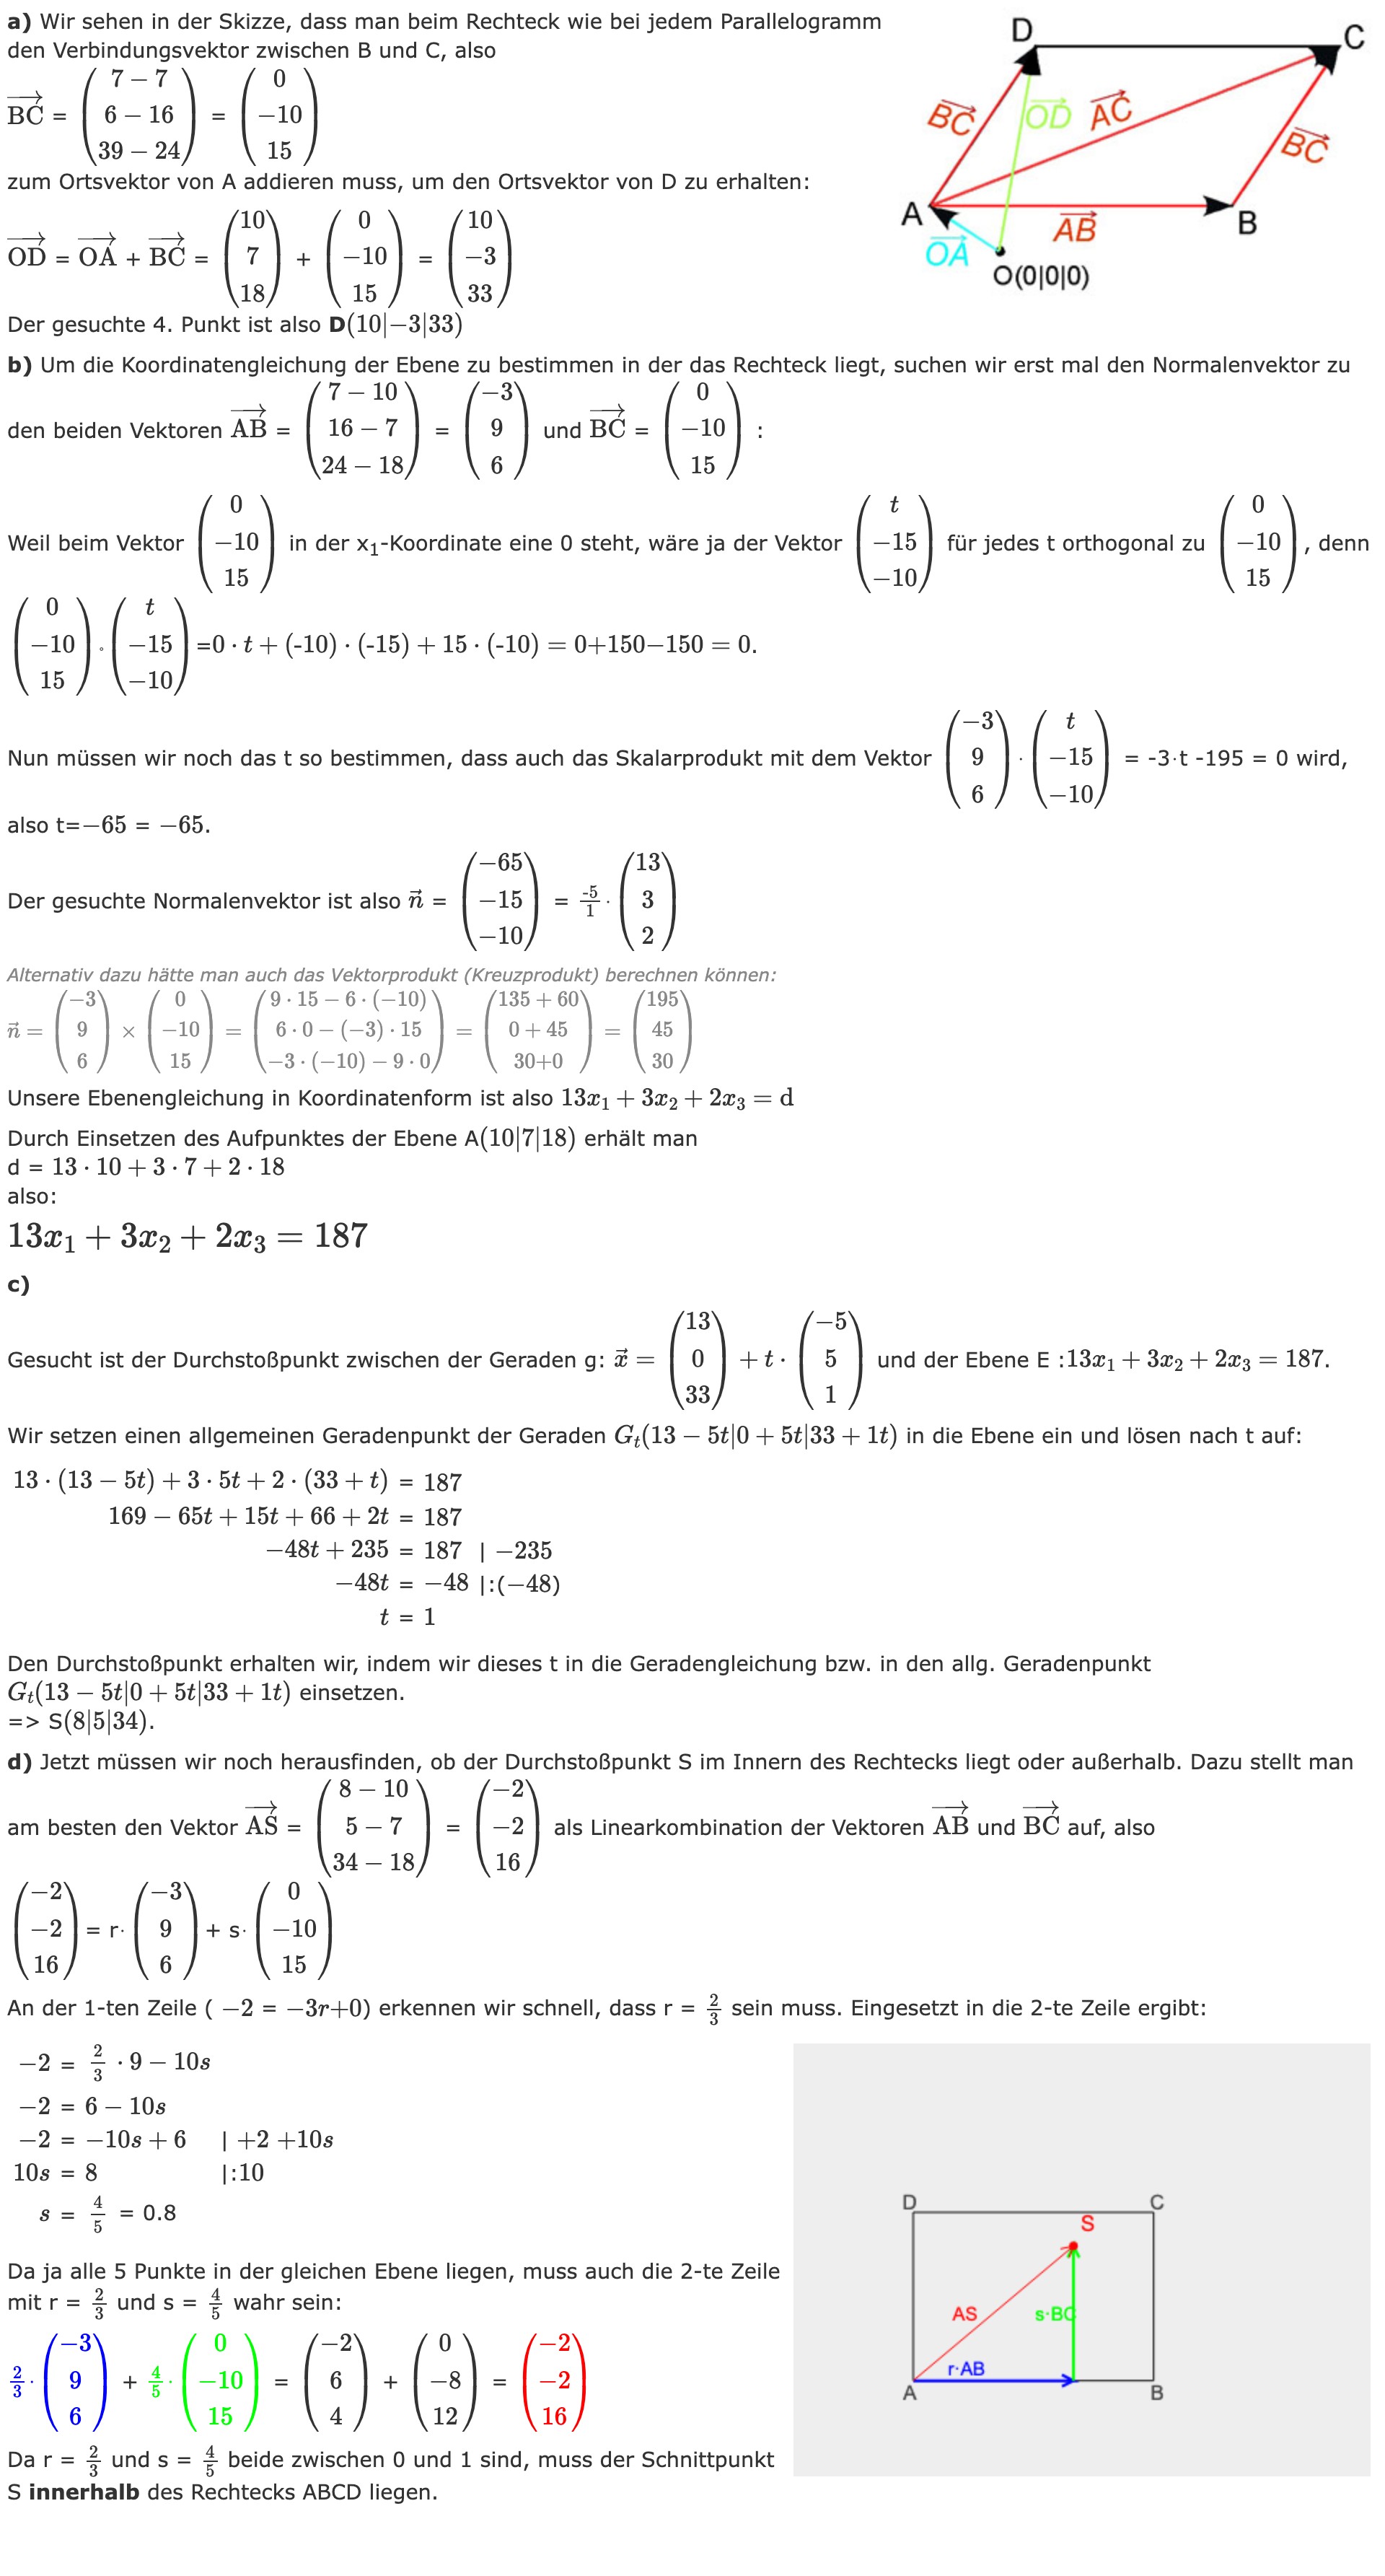 a) Wir sehen in der Skizze, dass man beim Rechteck wie bei jedem Parallelogramm
den Verbindungsvektor zwischen B und C, also
$\overrightarrow{BC} = \begin{pmatrix} 7-7 \\ 6-16 \\ 39-24 \end{pmatrix} = \begin{pmatrix} 0 \\ -10 \\ 15 \end{pmatrix}$
zum Ortsvektor von A addieren muss, um den Ortsvektor von D zu erhalten:
$\overrightarrow{OD} = \overrightarrow{OA} + \overrightarrow{BC} = \begin{pmatrix} 10 \\ 7 \\ 18 \end{pmatrix} + \begin{pmatrix} 0 \\ -10 \\ 15 \end{pmatrix} = \begin{pmatrix} 10 \\ -3 \\ 33 \end{pmatrix}$
Der gesuchte 4. Punkt ist also D(10|−3|33)
D
C
$\overrightarrow{BC}$
$\overrightarrow{OD}$
$\overrightarrow{AC}$
$\overrightarrow{BC}$
A
$\overrightarrow{AB}$
B
$\overrightarrow{OA}$
O(0|0|0)
b) Um die Koordinatengleichung der Ebene zu bestimmen in der das Rechteck liegt, suchen wir erst mal den Normalenvektor zu
den beiden Vektoren $\overrightarrow{AB} = \begin{pmatrix} 7-10 \\ 16-7 \\ 24-18 \end{pmatrix} = \begin{pmatrix} -3 \\ 9 \\ 6 \end{pmatrix}$ und $\overrightarrow{BC} = \begin{pmatrix} 0 \\ -10 \\ 15 \end{pmatrix}$ :
Weil beim Vektor $\begin{pmatrix} 0 \\ -10 \\ 15 \end{pmatrix}$ in der x₁-Koordinate eine 0 steht, wäre ja der Vektor $\begin{pmatrix} t \\ -15 \\ -10 \end{pmatrix}$ für jedes t orthogonal zu $\begin{pmatrix} 0 \\ -10 \\ 15 \end{pmatrix}$, denn
$\begin{pmatrix} 0 \\ -10 \\ 15 \end{pmatrix} \circ \begin{pmatrix} t \\ -15 \\ -10 \end{pmatrix}$ =0 · t + (-10) · (-15) + 15 · (-10) = 0+150−150 = 0.
Nun müssen wir noch das t so bestimmen, dass auch das Skalarprodukt mit dem Vektor $\begin{pmatrix} -3 \\ 9 \\ 6 \end{pmatrix} \cdot \begin{pmatrix} t \\ -15 \\ -10 \end{pmatrix}$ = -3·t -195 = 0 wird,
also t=−65 = −65.
Der gesuchte Normalenvektor ist also $\vec{n} = \begin{pmatrix} -65 \\ -15 \\ -10 \end{pmatrix} = \frac{-5}{1} \cdot \begin{pmatrix} 13 \\ 3 \\ 2 \end{pmatrix}$
Alternativ dazu hätte man auch das Vektorprodukt (Kreuzprodukt) berechnen können:
$\vec{n} = \begin{pmatrix} -3 \\ 9 \\ 6 \end{pmatrix} \times \begin{pmatrix} 0 \\ -10 \\ 15 \end{pmatrix} = \begin{pmatrix} 9 \cdot 15 - 6 \cdot (-10) \\ 6 \cdot 0 - (-3) \cdot 15 \\ -3 \cdot (-10) - 9 \cdot 0 \end{pmatrix} = \begin{pmatrix} 135+60 \\ 0+45 \\ 30+0 \end{pmatrix} = \begin{pmatrix} 195 \\ 45 \\ 30 \end{pmatrix}$
Unsere Ebenengleichung in Koordinatenform ist also 13x₁ + 3x₂ + 2x₃ = d
Durch Einsetzen des Aufpunktes der Ebene A(10|7|18) erhält man
d = 13 · 10 + 3 · 7 + 2 · 18
also:
13x₁ + 3x₂ + 2x₃ = 187
c)
Gesucht ist der Durchstoßpunkt zwischen der Geraden g: $\vec{x} = \begin{pmatrix} 13 \\ 0 \\ 33 \end{pmatrix} + t \cdot \begin{pmatrix} -5 \\ 5 \\ 1 \end{pmatrix}$ und der Ebene E :13x₁ + 3x₂ + 2x₃ = 187.
Wir setzen einen allgemeinen Geradenpunkt der Geraden $G_t$(13 − 5t|0 + 5t|33 + 1t) in die Ebene ein und lösen nach t auf:
13 · (13 − 5t) + 3 · 5t + 2 · (33 + t) = 187
169 − 65t + 15t + 66 + 2t = 187
−48t + 235 = 187 | −235
−48t = −48 |:(−48)
t = 1
Den Durchstoßpunkt erhalten wir, indem wir dieses t in die Geradengleichung bzw. in den allg. Geradenpunkt
$G_t$(13 − 5t|0 + 5t|33 + 1t) einsetzen.
=> S(8|5|34).
d) Jetzt müssen wir noch herausfinden, ob der Durchstoßpunkt S im Innern des Rechtecks liegt oder außerhalb. Dazu stellt man
am besten den Vektor $\overrightarrow{AS} = \begin{pmatrix} 8-10 \\ 5-7 \\ 34-18 \end{pmatrix} = \begin{pmatrix} -2 \\ -2 \\ 16 \end{pmatrix}$ als Linearkombination der Vektoren $\overrightarrow{AB}$ und $\overrightarrow{BC}$ auf, also
$\begin{pmatrix} -2 \\ -2 \\ 16 \end{pmatrix}$ = r· $\begin{pmatrix} -3 \\ 9 \\ 6 \end{pmatrix}$ + s· $\begin{pmatrix} 0 \\ -10 \\ 15 \end{pmatrix}$
An der 1-ten Zeile ( −2 = −3r+0) erkennen wir schnell, dass r = $\frac{2}{3}$ sein muss. Eingesetzt in die 2-te Zeile ergibt:
−2 = $\frac{2}{3}$ · 9 − 10s
−2 = 6 − 10s
−2 = −10s + 6 | +2 +10s
10s = 8 |:10
s = $\frac{4}{5}$ = 0.8
Da ja alle 5 Punkte in der gleichen Ebene liegen, muss auch die 2-te Zeile
mit r = $\frac{2}{3}$ und s = $\frac{4}{5}$ wahr sein:
$\frac{2}{3} \cdot \begin{pmatrix} -3 \\ 9 \\ 6 \end{pmatrix} + \frac{4}{5} \cdot \begin{pmatrix} 0 \\ -10 \\ 15 \end{pmatrix} = \begin{pmatrix} -2 \\ 6 \\ 4 \end{pmatrix} + \begin{pmatrix} 0 \\ -8 \\ 12 \end{pmatrix} = \begin{pmatrix} -2 \\ -2 \\ 16 \end{pmatrix}$
Da r = $\frac{2}{3}$ und s = $\frac{4}{5}$ beide zwischen 0 und 1 sind, muss der Schnittpunkt
S innerhalb des Rechtecks ABCD liegen.
D
C
S
AS
s·BC
r·AB
A
B